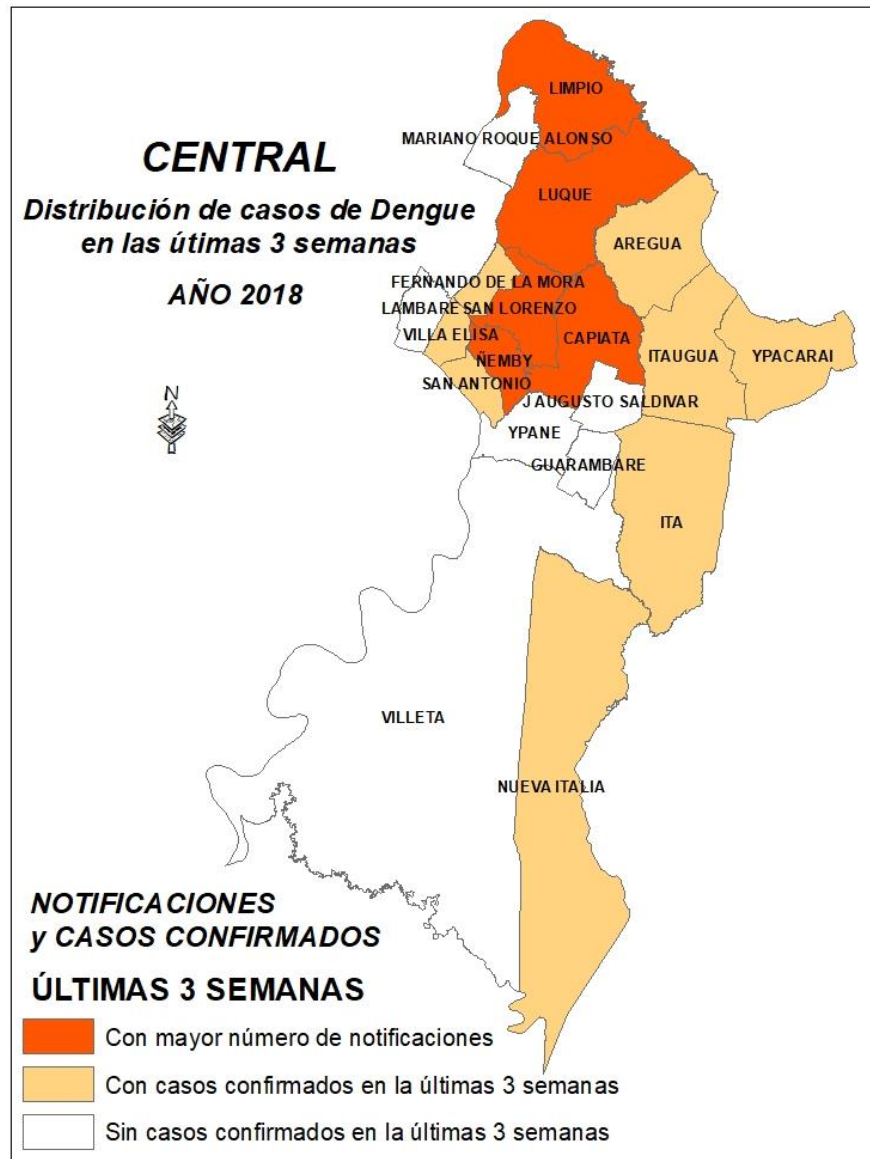 LIMPIO
MARIANO ROQUE ALONSO
CENTRAL
Distribución de casos de Dengue
en las útimas 3 semanas
AÑO 2018
LUQUE
AREGUA
FERNANDO DE LA MORA
LAMBARE SAN LORENZO
VILLA ELISA
CAPIATA
ITAUGUA
YPACARAI
ÑEMBY
SAN ANTONIO
J AUGUSTO SALDIVAR
N
YPANE
GUARAMBARE
ITA
VILLETA
NUEVA ITALIA
NOTIFICACIONES
y CASOS CONFIRMADOS
ÚLTIMAS 3 SEMANAS
Con mayor número de notificaciones
Con casos confirmados en la últimas 3 semanas
Sin casos confirmados en la últimas 3 semanas